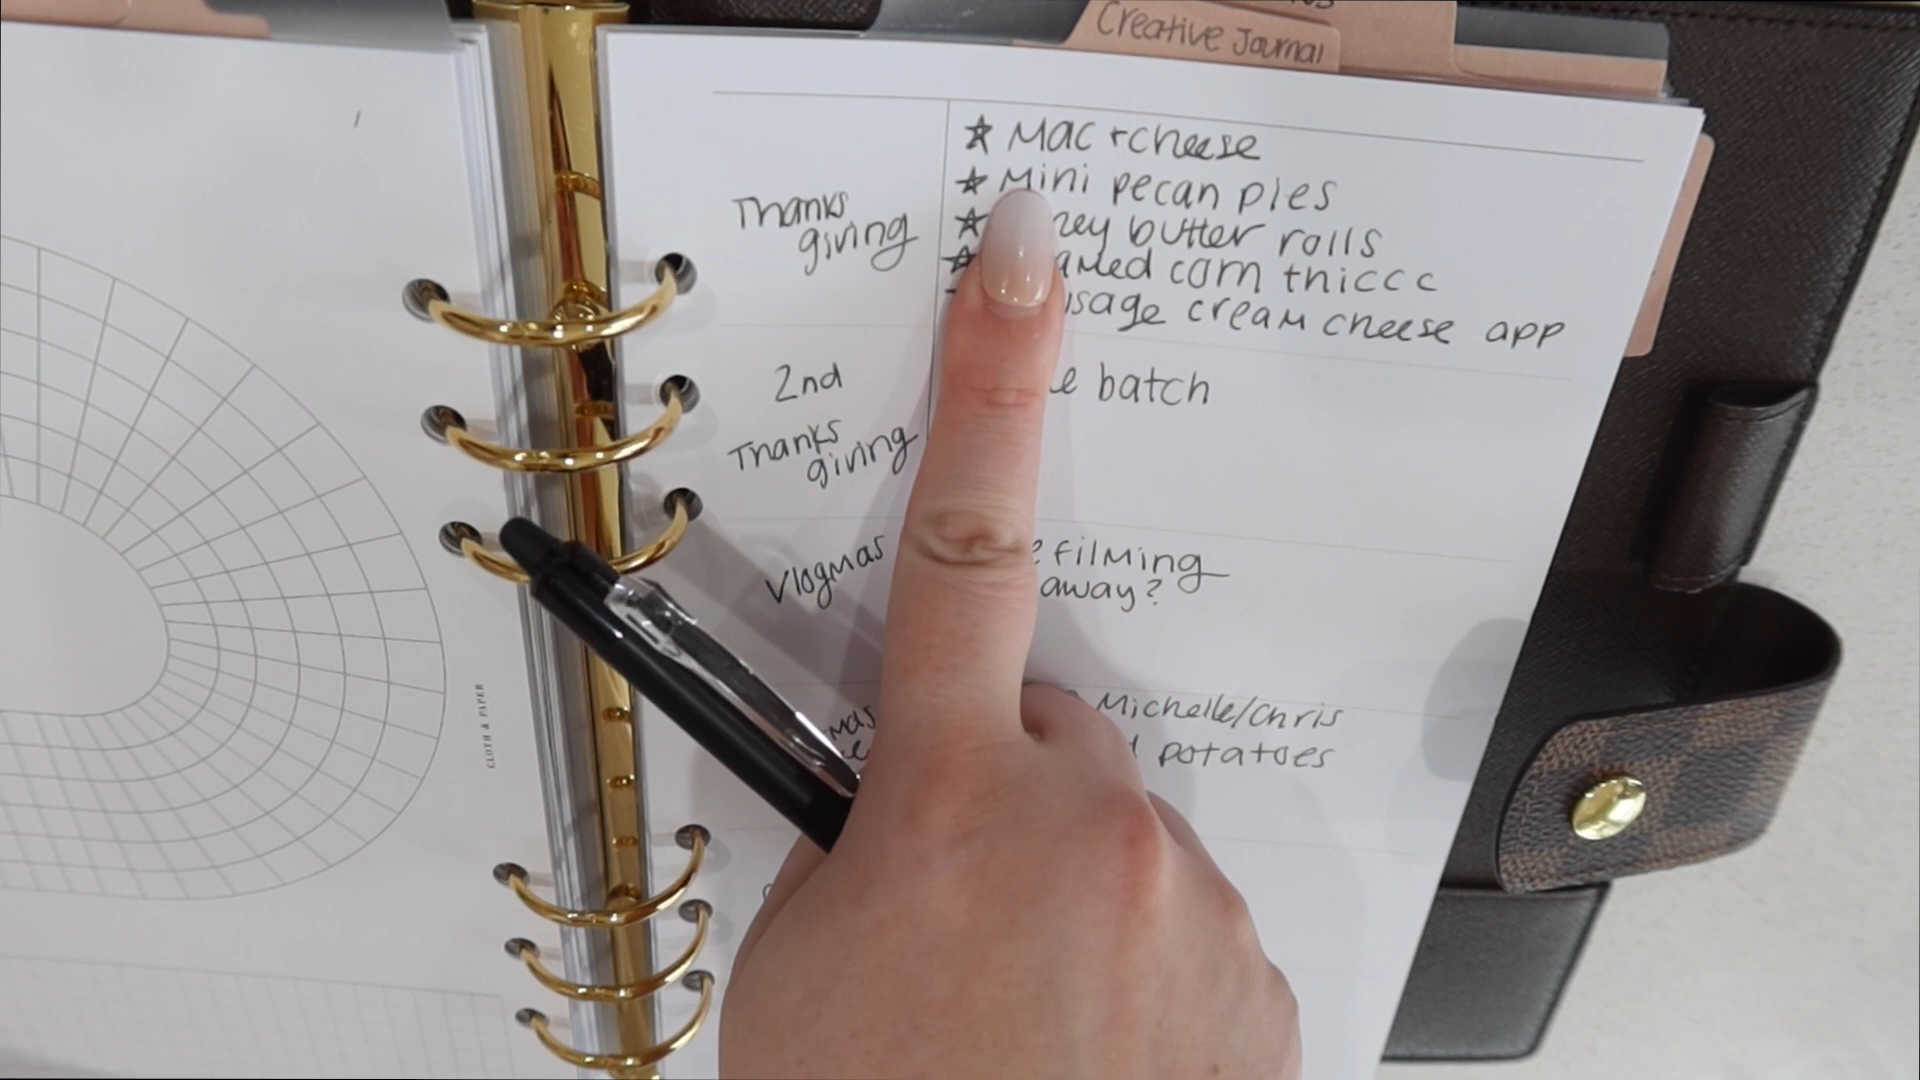 Creative Journal
Thanks
giving
★ Mac + cheese
★ Mini pecan pies
★ butter rolls
★ corn thiccc
cream cheese app
2nd
Thanks
giving
batch
Vlogmas
filming
away?
Michelle/Chris
potatoes
CLOTH & PAPER